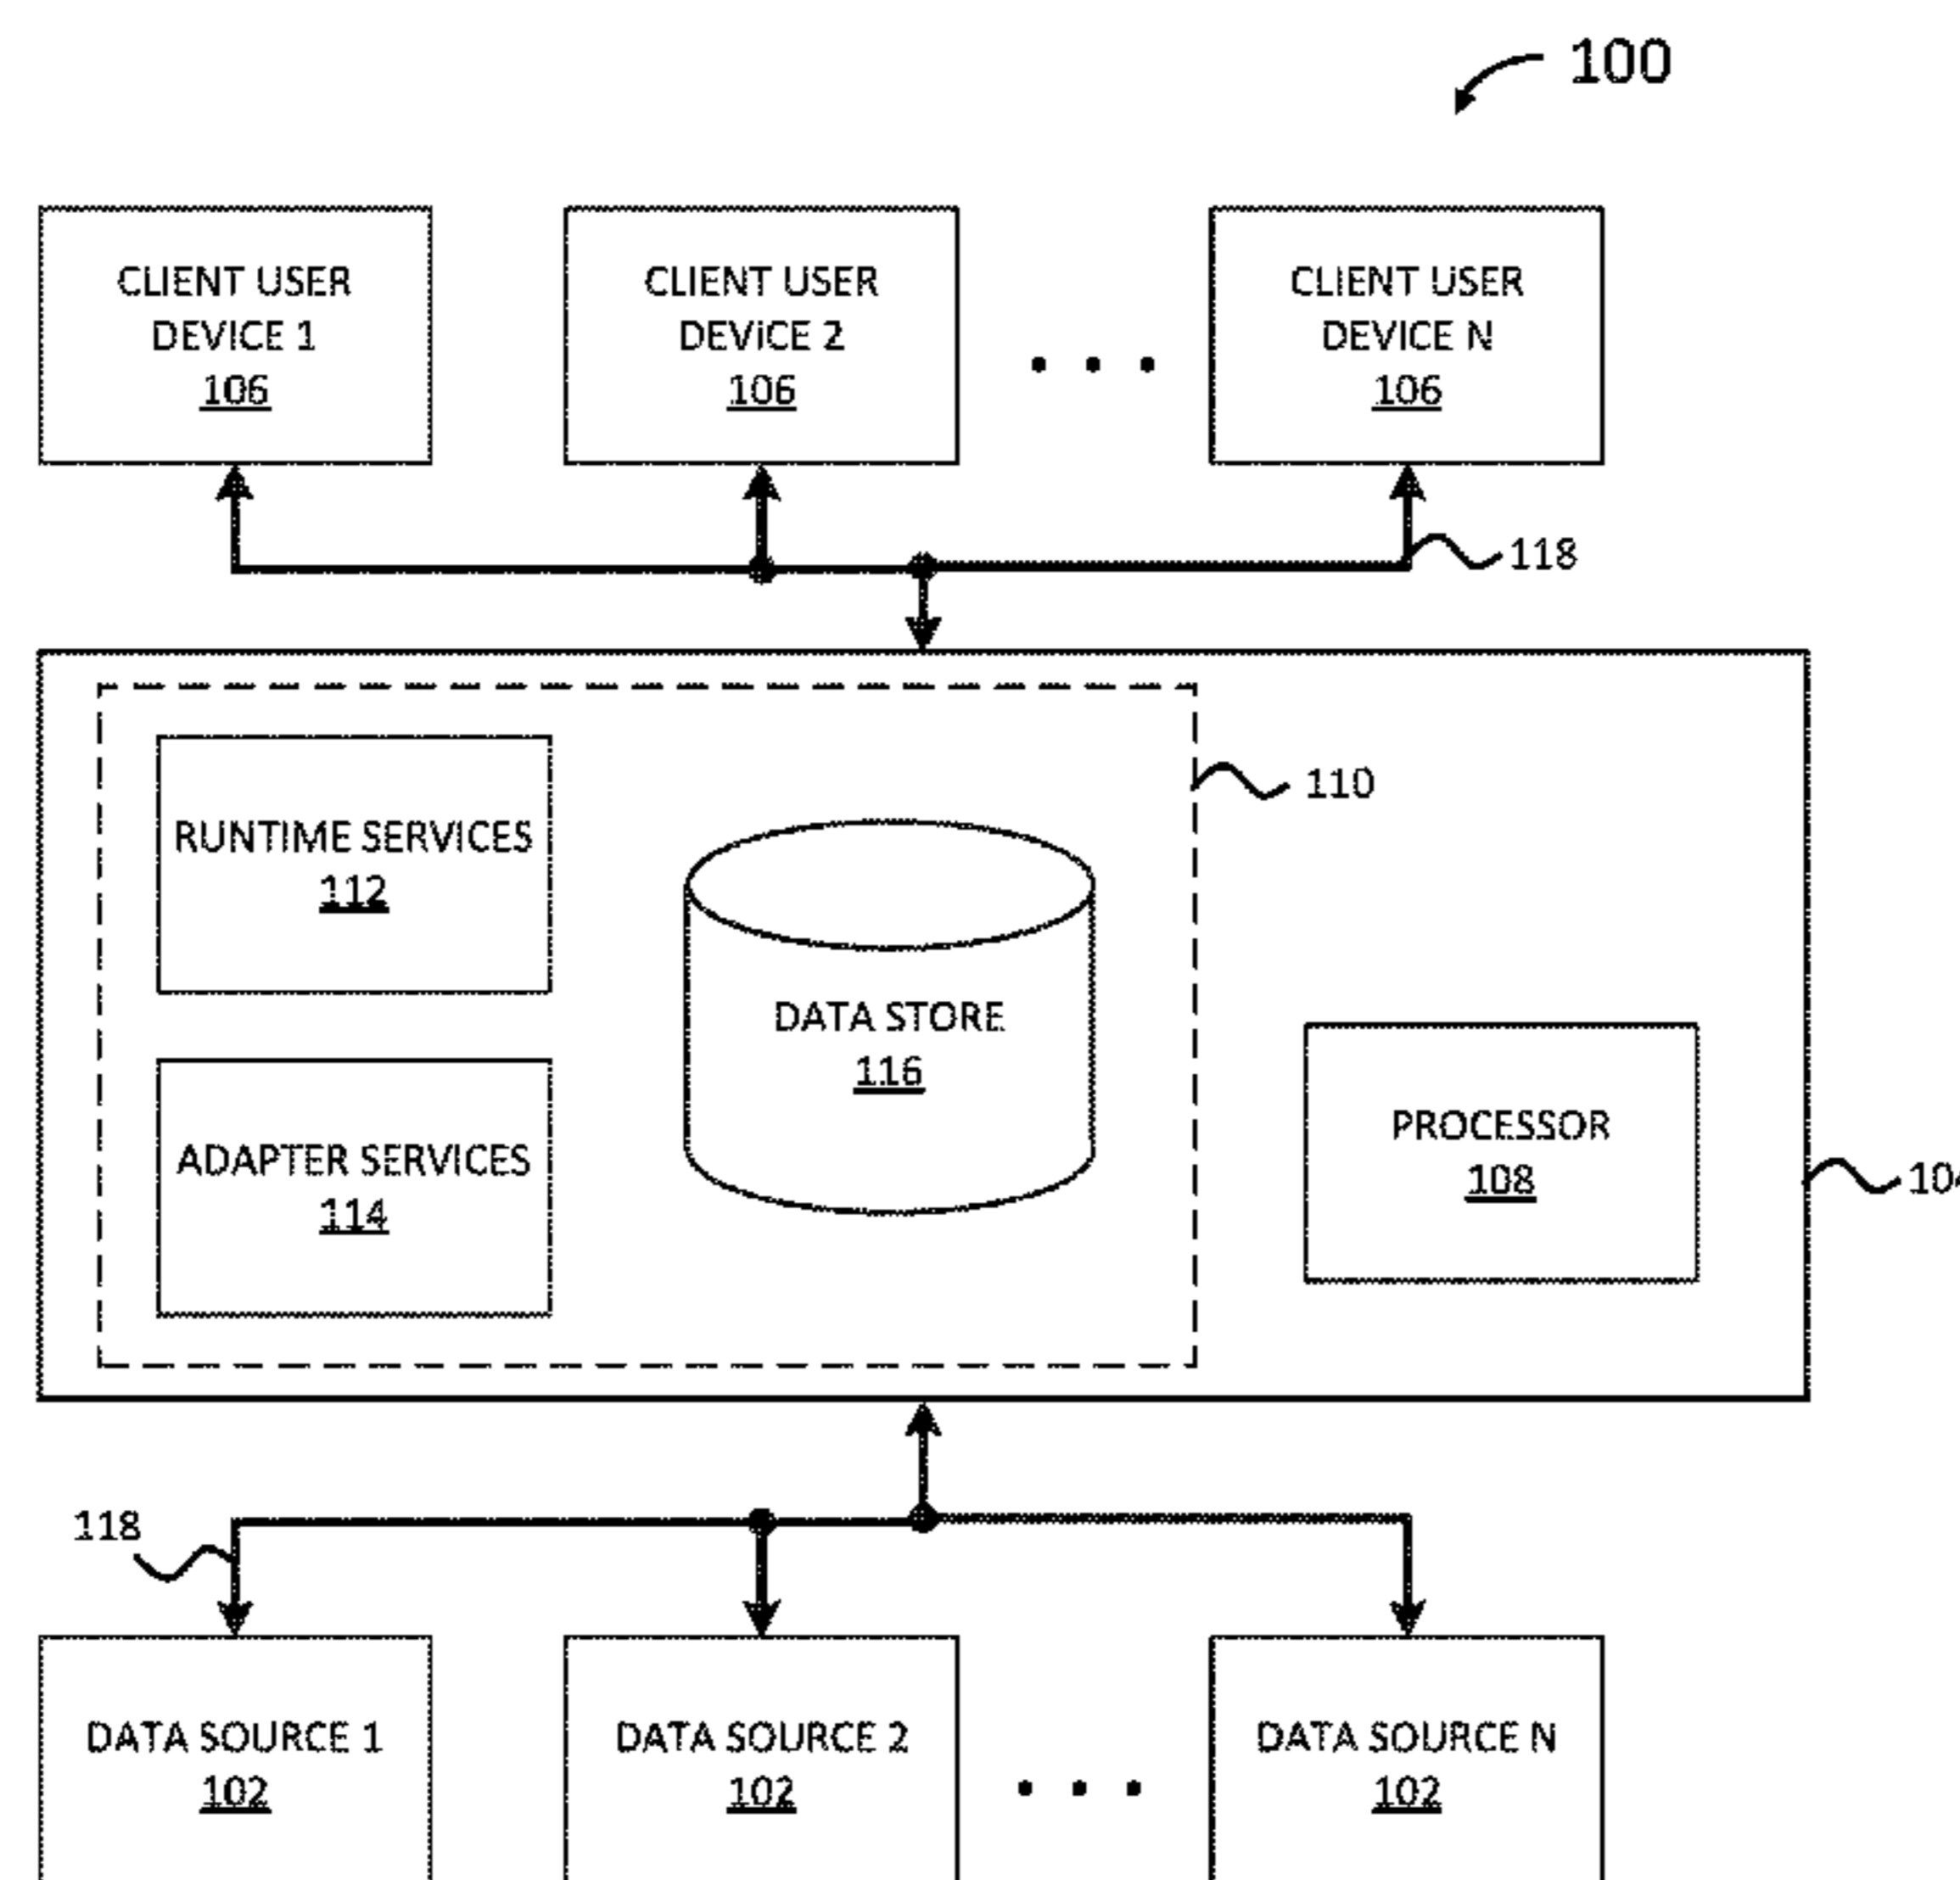 100
CLIENT USER
DEVICE 1
106
CLIENT USER
DEVICE 2
106
CLIENT USER
DEVICE N
106
118
110
RUNTIME SERVICES
112
DATA STORE
116
ADAPTER SERVICES
114
PROCESSOR
108
118
DATA SOURCE 1
102
DATA SOURCE 2
102
DATA SOURCE N
102